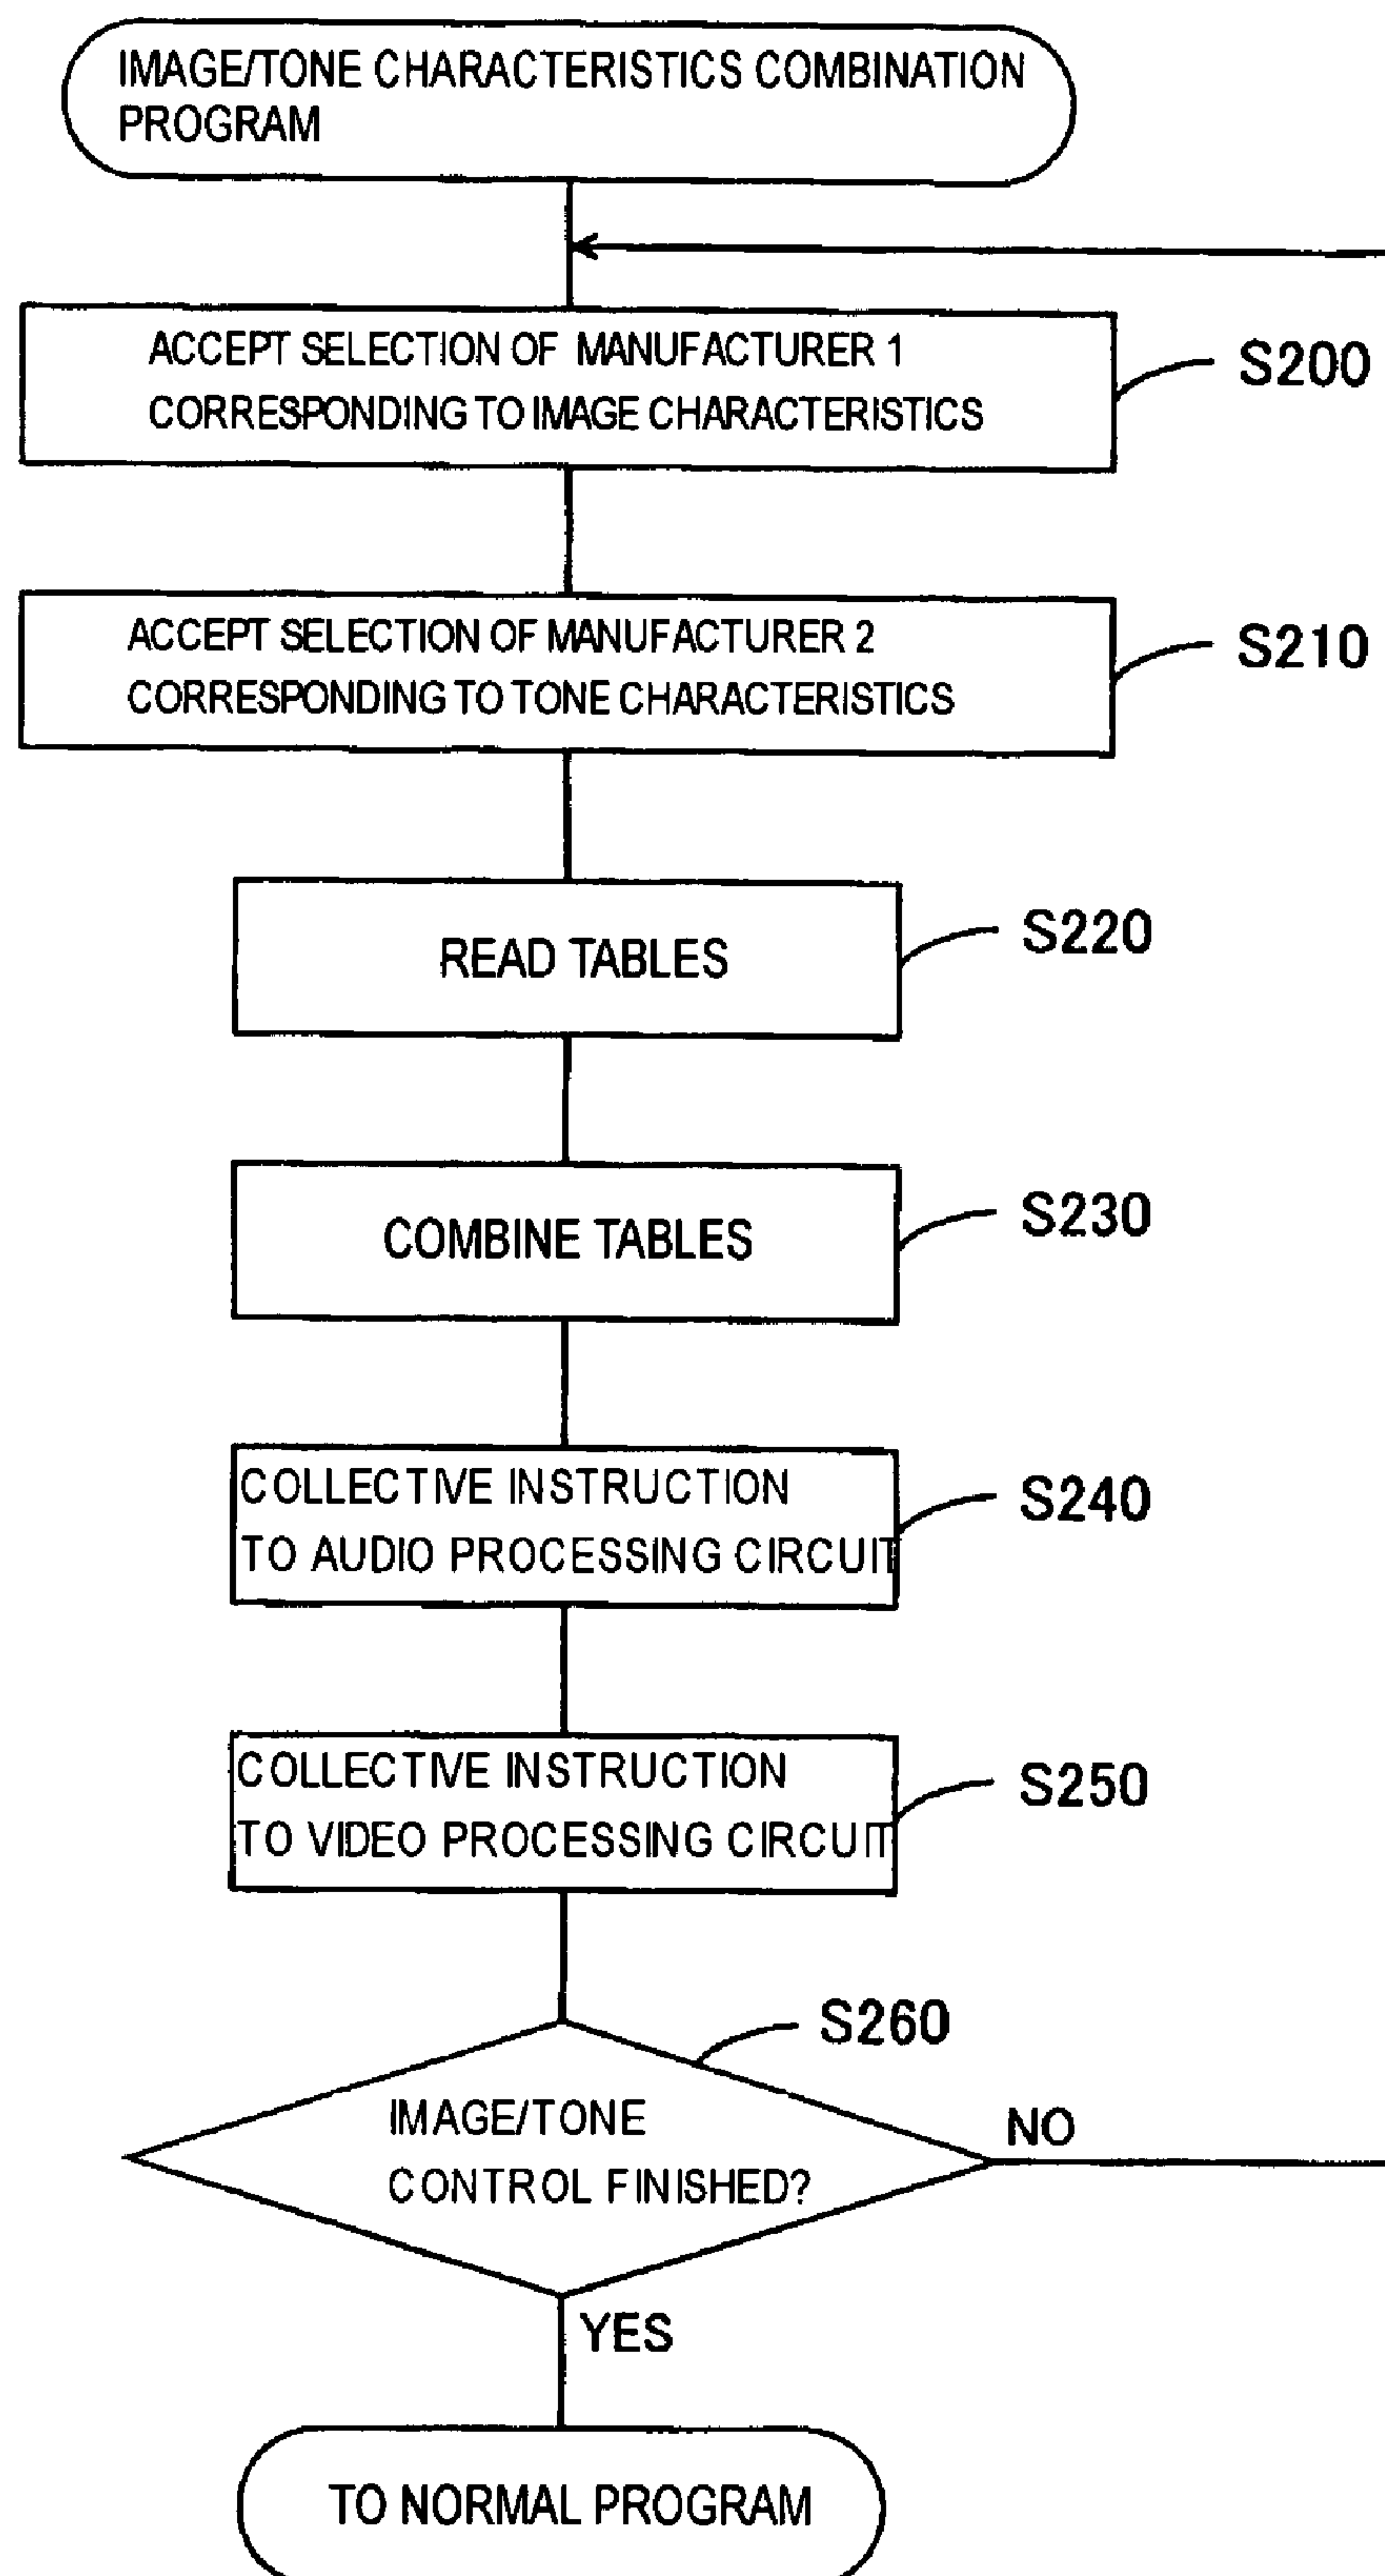 IMAGE/TONE CHARACTERISTICS COMBINATION
PROGRAM
ACCEPT SELECTION OF MANUFACTURER 1
CORRESPONDING TO IMAGE CHARACTERISTICS
S200
ACCEPT SELECTION OF MANUFACTURER 2
CORRESPONDING TO TONE CHARACTERISTICS
S210
READ TABLES
S220
COMBINE TABLES
S230
COLLECTIVE INSTRUCTION
TO AUDIO PROCESSING CIRCUIT
S240
COLLECTIVE INSTRUCTION
TO VIDEO PROCESSING CIRCUIT
S250
S260
IMAGE/TONE
CONTROL FINISHED?
NO
YES
TO NORMAL PROGRAM